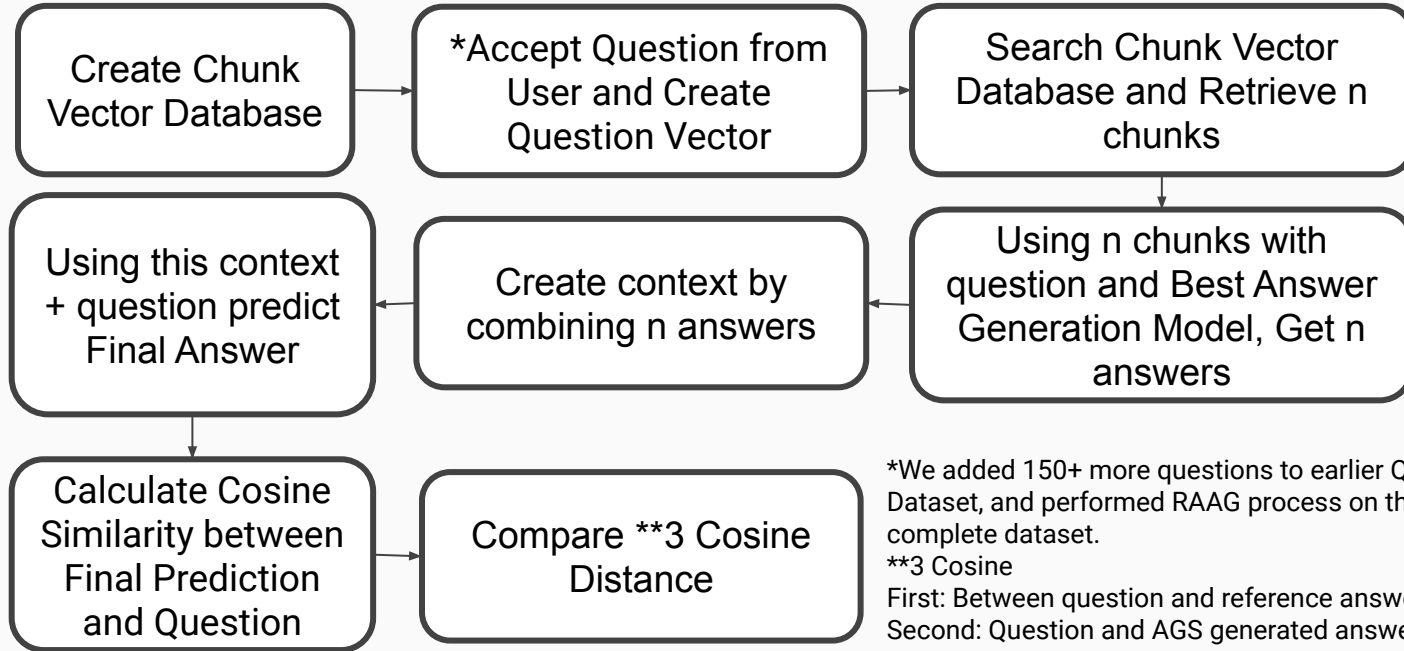 Create Chunk
Vector Database
*Accept Question from
User and Create
Question Vector
Search Chunk Vector
Database and Retrieve n
chunks
Using n chunks with
question and Best Answer
Generation Model, Get n
answers
Create context by
combining n answers
Using this context
+ question predict
Final Answer
Calculate Cosine
Similarity between
Final Prediction
and Question
Compare **3 Cosine
Distance
*We added 150+ more questions to earlier
Dataset, and performed RAAG process on
complete dataset.
**3 Cosine
First: Between question and reference
Second: Question and AGS generated